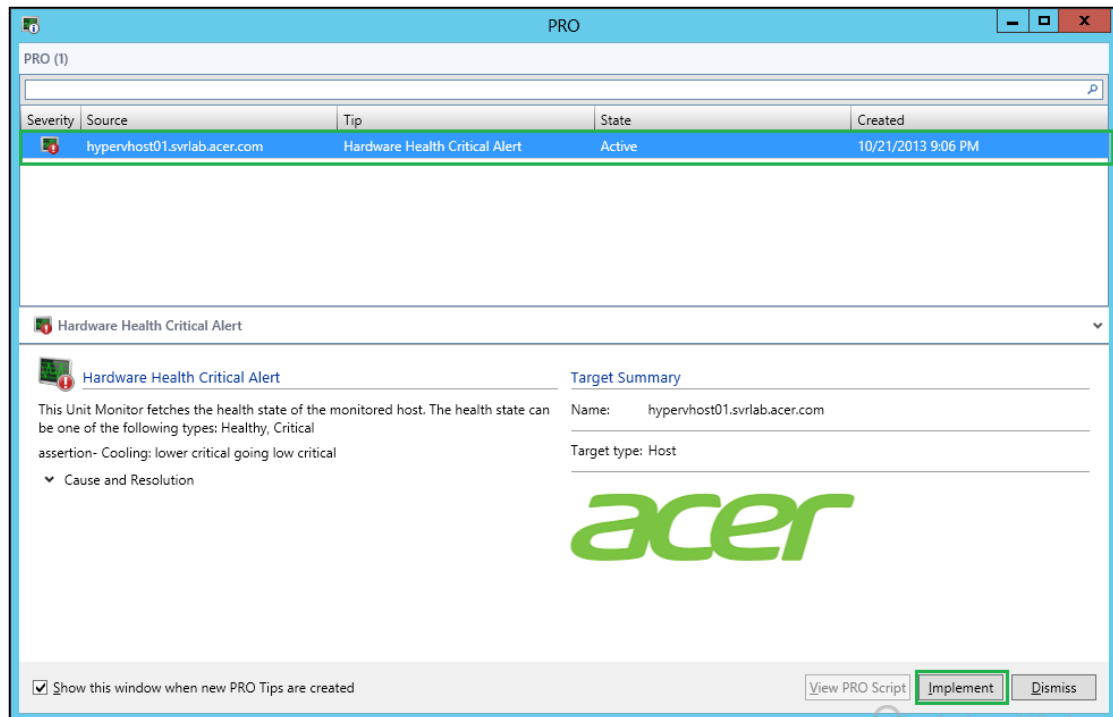 PRO
PRO (1)
Severity Source Tip State Created
hypervhost01.svrlab.acer.com Hardware Health Critical Alert Active 10/21/2013 9:06 PM
Hardware Health Critical Alert
Hardware Health Critical Alert
This Unit Monitor fetches the health state of the monitored host. The health state can
be one of the following types: Healthy, Critical
assertion- Cooling: lower critical going low critical
Cause and Resolution
Target Summary
Name: hypervhost01.svrlab.acer.com
Target type: Host
acer
Show this window when new PRO Tips are created
View PRO Script Implement Dismiss